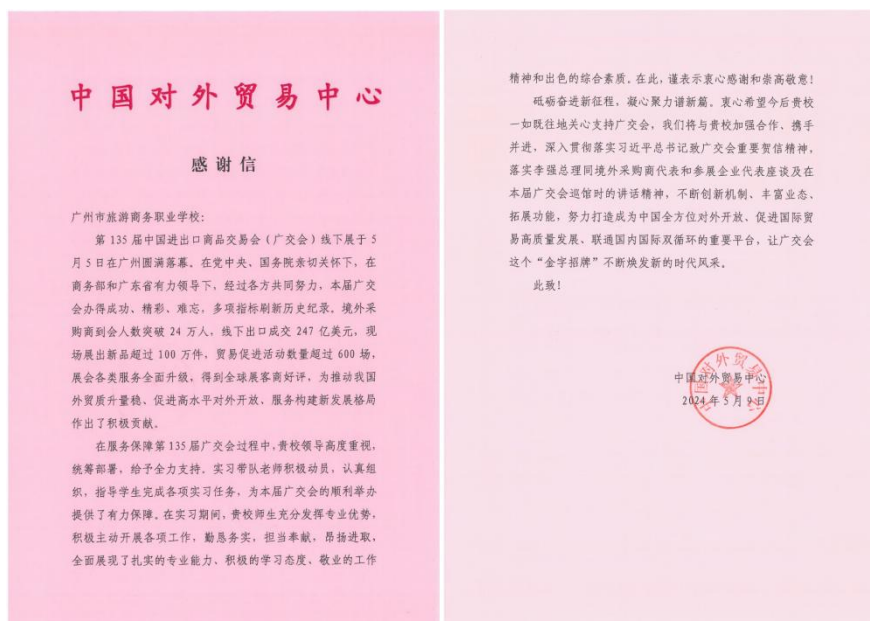 中国对外贸易中心
感谢信
广州市旅游商务职业学校：
第 135 届中国进出口商品交易会（广交会）线下展于 5
月 5 日在广州圆满落幕。在党中央、国务院亲切关怀下，在
商务部和广东省有力领导下，经过各方共同努力，本届广交
会办得成功、精彩、难忘，多项指标刷新历史纪录。境外采
购商到会人数突破 24 万人，线下出口成交 247 亿美元，现
场展出新品超过 100 万件，贸易促进活动数量超过 600 场，
展会各类服务全面升级，得到全球展客商好评，为推动我国
外贸质升量稳、促进高水平对外开放、服务构建新发展格局
作出了积极贡献。
在服务保障第 135 届广交会过程中，贵校领导高度重视，
统筹部署，给予全力支持。实习带队老师积极动员，认真组
织，指导学生完成各项实习任务，为本届广交会的顺利举办
提供了有力保障。在实习期间，贵校师生充分发挥专业优势，
积极主动开展各项工作，勤恳务实，担当奉献，昂扬进取，
全面展现了扎实的专业能力、积极的学习态度、敬业的工作
精神和出色的综合素质。在此，谨表示衷心感谢和崇高敬意！
砥砺奋进新征程，凝心聚力谱新篇。衷心希望今后贵校
一如既往地关心支持广交会，我们将与贵校加强合作、携手
并进，深入贯彻落实习近平总书记致广交会重要贺信精神，
落实李强总理同境外采购商代表和参展企业代表座谈及在
本届广交会巡馆时的讲话精神，不断创新机制、丰富业态、
拓展功能，努力打造成为中国全方位对外开放、促进国际贸
易高质量发展、联通国内国际双循环的重要平台，让广交会
这个“金字招牌”不断焕发新的时代风采。
此致！
中国对外贸易中心
2024 年 5 月 9 日
中国对外贸易中心